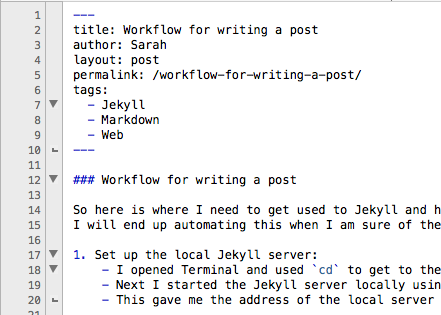 1 ---
2 title: Workflow for writing a post
3 author: Sarah
4 layout: post
5 permalink: /workflow-for-writing-a-post/
6 tags:
7   - Jekyll
8   - Markdown
9   - Web
10 ---
11
12 ### Workflow for writing a post
13
14 So here is where I need to get used to Jekyll and h
15 I will end up automating this when I am sure of the
16
17 1. Set up the local Jekyll server:
18     - I opened Terminal and used `cd` to get to the
19     - Next I started the Jekyll server locally usin
20     - This gave me the address of the local server
21